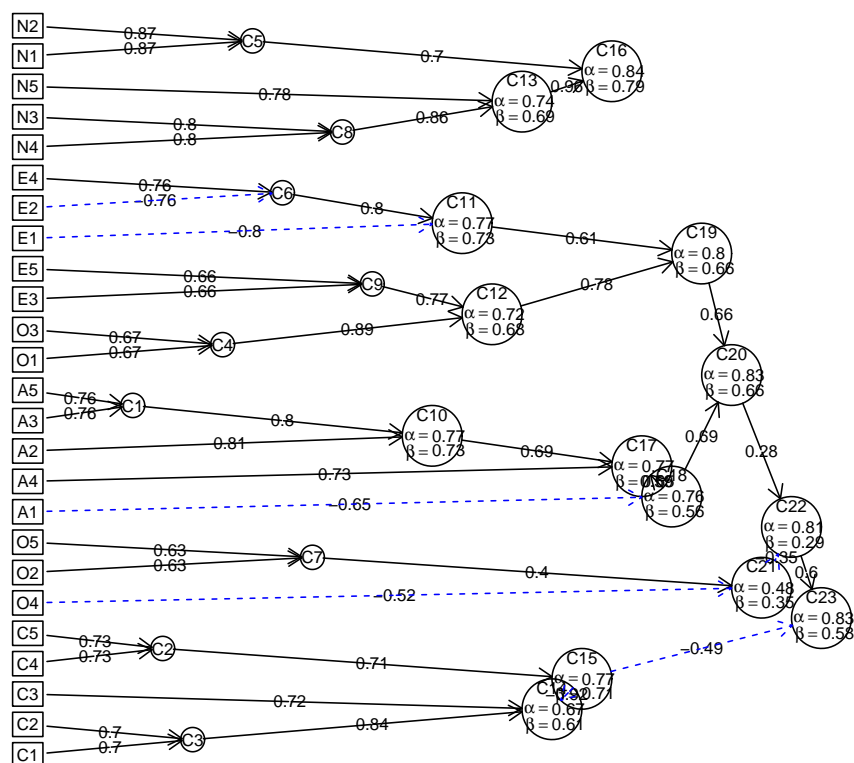 N2
N1
N5
N3
N4
E4
E2
E1
E5
E3
O3
O1
A5
A3
A2
A4
A1
O5
O2
O4
C5
C4
C3
C2
C1
0.87
0.87
C5
0.7
C16
α = 0.84
β = 0.79
0.78
C13
α = 0.74
β = 0.69
0.8
0.8
C8
0.86
0.76
−0.76
C6
0.8
C11
α = 0.77
β = 0.73
−0.8
0.61
C19
α = 0.8
β = 0.66
0.66
0.66
C9
0.77
C12
α = 0.72
β = 0.68
0.78
0.67
0.67
C4
0.89
0.66
C20
α = 0.83
β = 0.66
0.76
0.76
C1
0.8
C10
α = 0.77
β = 0.73
0.81
0.69
C17
α = 0.77
0.73
0.69
α = 0.76
β = 0.56
−0.65
0.28
C22
α = 0.81
β = 0.29
0.63
0.63
C7
0.4
C21
α = 0.48
β = 0.35
0.6
−0.52
C23
α = 0.83
β = 0.58
−0.49
0.73
0.73
C2
0.71
C15
α = 0.77
0.72
α = 0.67
β = 0.61
0.7
0.7
C3
0.84